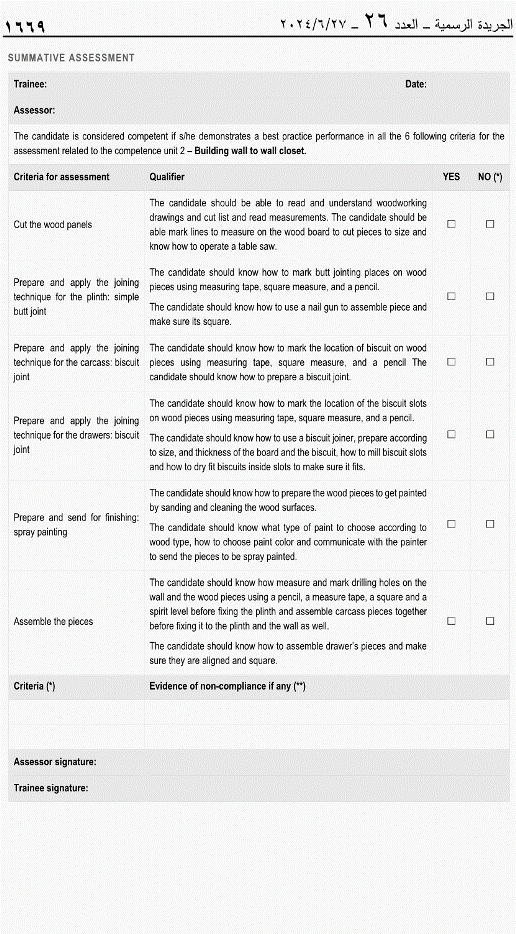 الجريدة الرسمية – العدد ٢٦ – ٢٠٢٤/٦/٢٧
١٦٦٩
SUMMATIVE ASSESSMENT
Trainee: Date:
Assessor:
The candidate is considered competent if s/he demonstrates a best practice performance in all the 6 following criteria for the
assessment related to the competence unit 2 – Building wall to wall closet.
Criteria for assessment Qualifier YES NO (*)
Cut the wood panels
The candidate should be able to read and understand woodworking
drawings and cut list and read measurements. The candidate should be
able mark lines to measure on the wood board to cut pieces to size and
know how to operate a table saw.
☐ ☐
Prepare and apply the joining
technique for the plinth: simple
butt joint
The candidate should know how to mark butt jointing places on wood
pieces using measuring tape, square measure, and a pencil.
The candidate should know how to use a nail gun to assemble piece and
make sure its square.
☐ ☐
Prepare and apply the joining
technique for the carcass: biscuit
joint
The candidate should know how to mark the location of biscuit on wood
pieces using measuring tape, square measure, and a pencil The
candidate should know how to prepare a biscuit joint.
☐ ☐
Prepare and apply the joining
technique for the drawers: biscuit
joint
The candidate should know how to mark the location of the biscuit slots
on wood pieces using measuring tape, square measure, and a pencil.
The candidate should know how to use a biscuit joiner, prepare according
to size, and thickness of the board and the biscuit, how to mill biscuit slots
and how to dry fit biscuits inside slots to make sure it fits.
☐ ☐
Prepare and send for finishing:
spray painting
The candidate should know how to prepare the wood pieces to get painted
by sanding and cleaning the wood surfaces.
The candidate should know what type of paint to choose according to
wood type, how to choose paint color and communicate with the painter
to send the pieces to be spray painted.
☐ ☐
Assemble the pieces
The candidate should know how measure and mark drilling holes on the
wall and the wood pieces using a pencil, a measure tape, a square and a
spirit level before fixing the plinth and assemble carcass pieces together
before fixing it to the plinth and the wall as well.
The candidate should know how to assemble drawer's pieces and make
sure they are aligned and square.
☐ ☐
Criteria (*) Evidence of non-compliance if any (**)
Assessor signature:
Trainee signature: